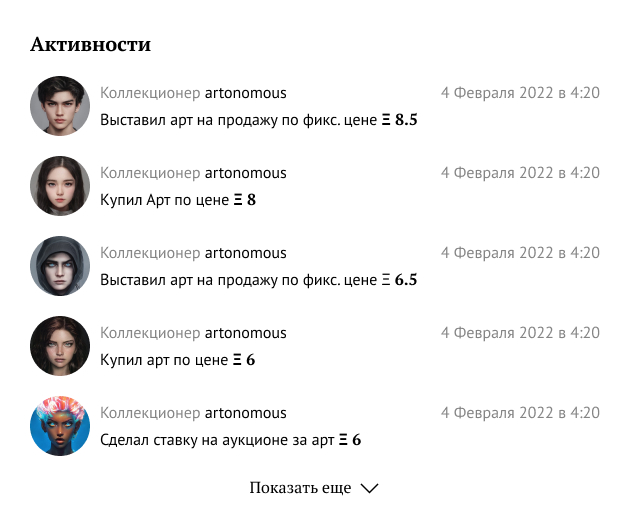 Активности
Коллекционер artonomous 4 Февраля 2022 в 4:20
Выставил арт на продажу по фикс. цене Ξ 8.5
Коллекционер artonomous 4 Февраля 2022 в 4:20
Купил Арт по цене Ξ 8
Коллекционер artonomous 4 Февраля 2022 в 4:20
Выставил арт на продажу по фикс. цене Ξ 6.5
Коллекционер artonomous 4 Февраля 2022 в 4:20
Купил арт по цене Ξ 6
Коллекционер artonomous 4 Февраля 2022 в 4:20
Сделал ставку на аукционе за арт Ξ 6
Показать еще